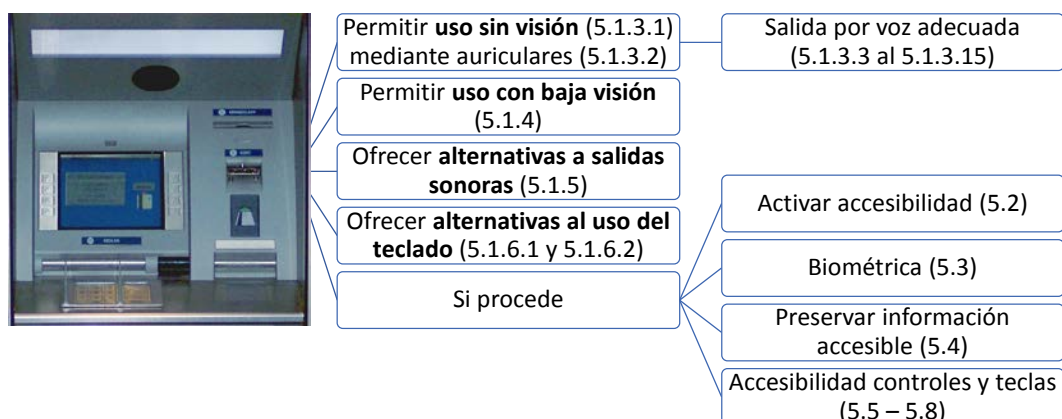 Permitir uso sin visión (5.1.3.1)
mediante auriculares (5.1.3.2)
Salida por voz adecuada
(5.1.3.3 al 5.1.3.15)
Permitir uso con baja visión
(5.1.4)
Ofrecer alternativas a salidas
sonoras (5.1.5)
Ofrecer alternativas al uso del
teclado (5.1.6.1 y 5.1.6.2)
Si procede
Activar accesibilidad (5.2)
Biométrica (5.3)
Preservar información
accesible (5.4)
Accesibilidad controles y teclas
(5.5 – 5.8)